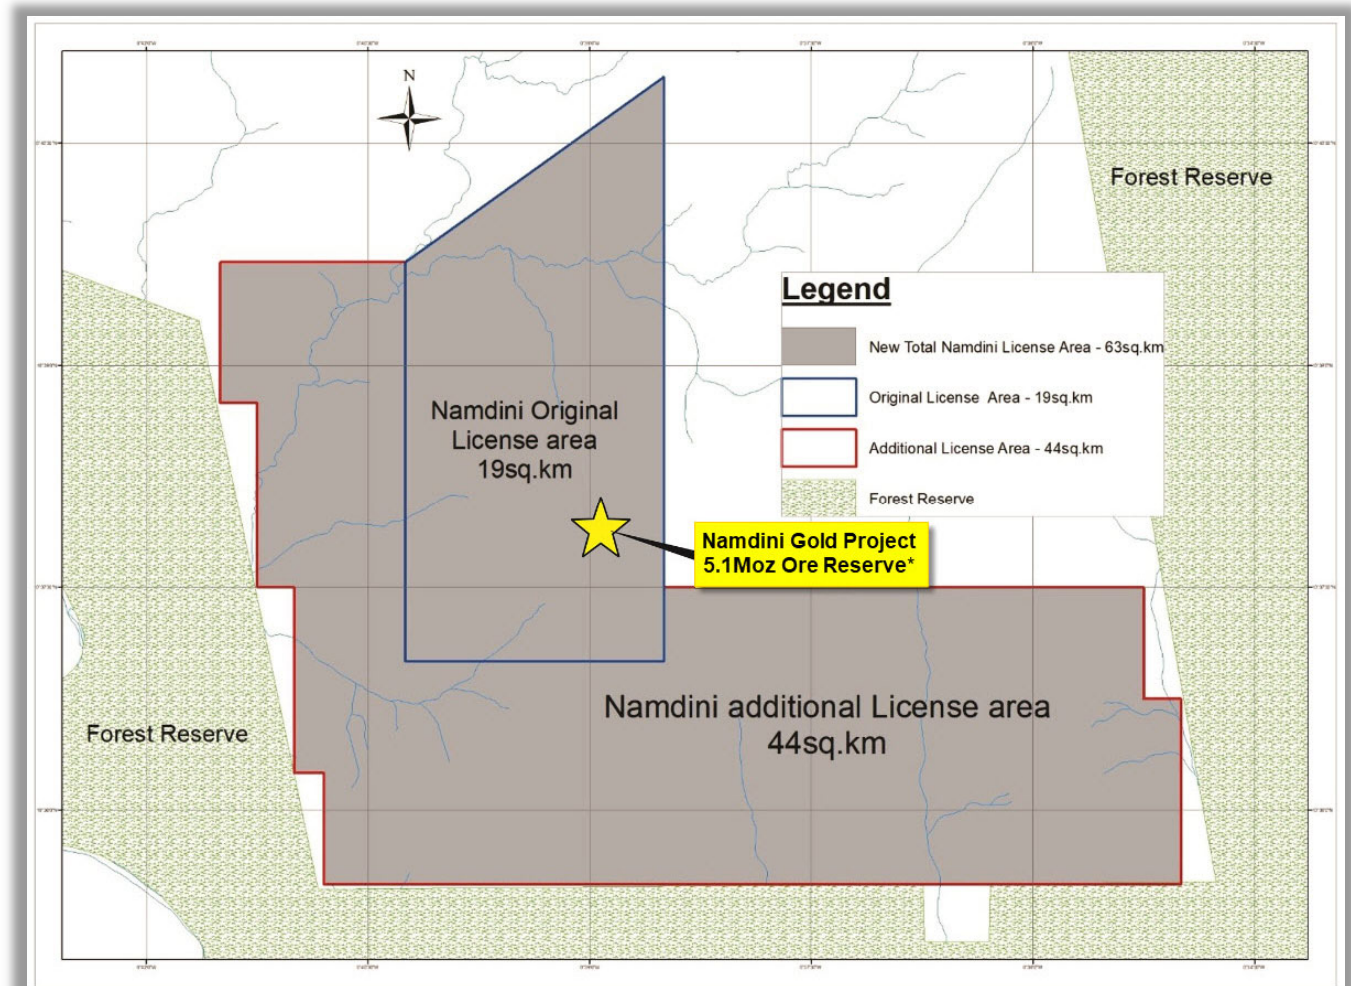 N
Forest Reserve
Legend
New Total Namdini License Area - 63sq.km
Original License Area - 19sq.km
Additional License Area - 44sq.km
Forest Reserve
Namdini Original
License area
19sq.km
Namdini Gold Project
5.1Moz Ore Reserve*
Namdini additional License area
44sq.km
Forest Reserve